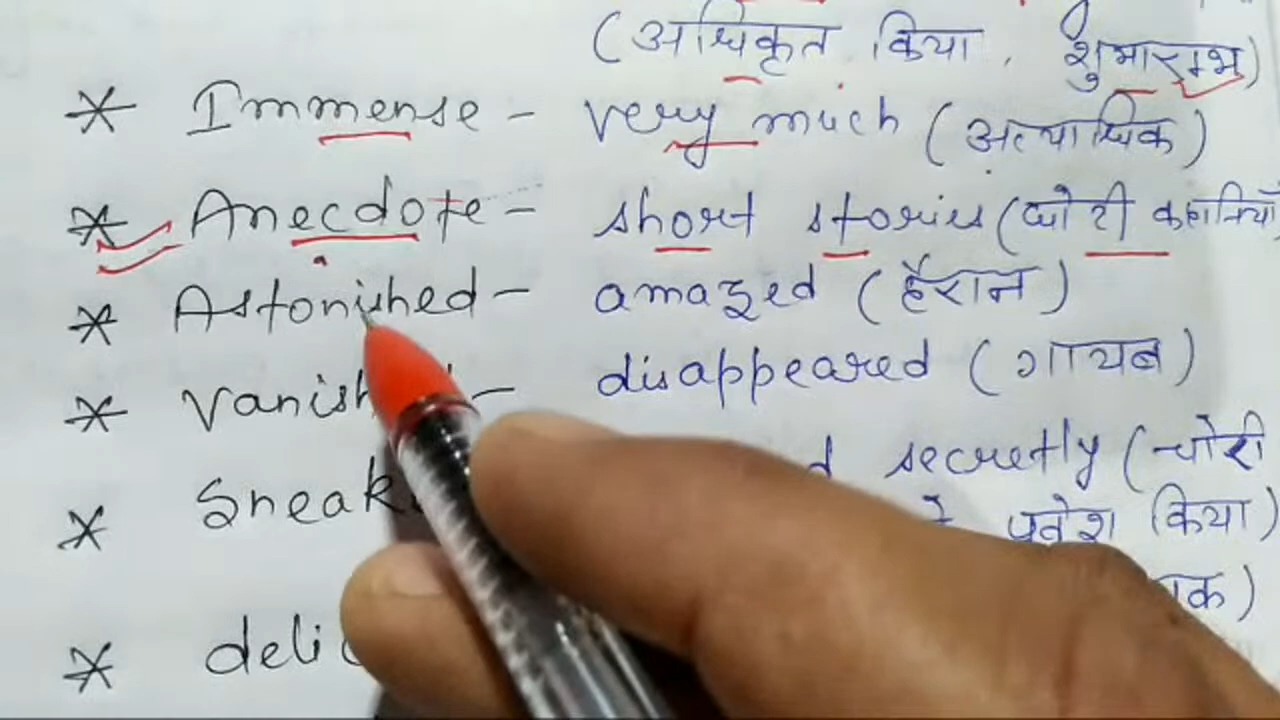 (अधिकृत किया, शुभारम्भ)
* Immense - very much (अत्याधिक)
* Anecdote - short stories (छोटी कहानियाँ
* Astonished - amazed (हैरान)
* Vanish - disappeared (गायब)
* Sneak secretly (चोरी
प्रवेश किया)
* deli